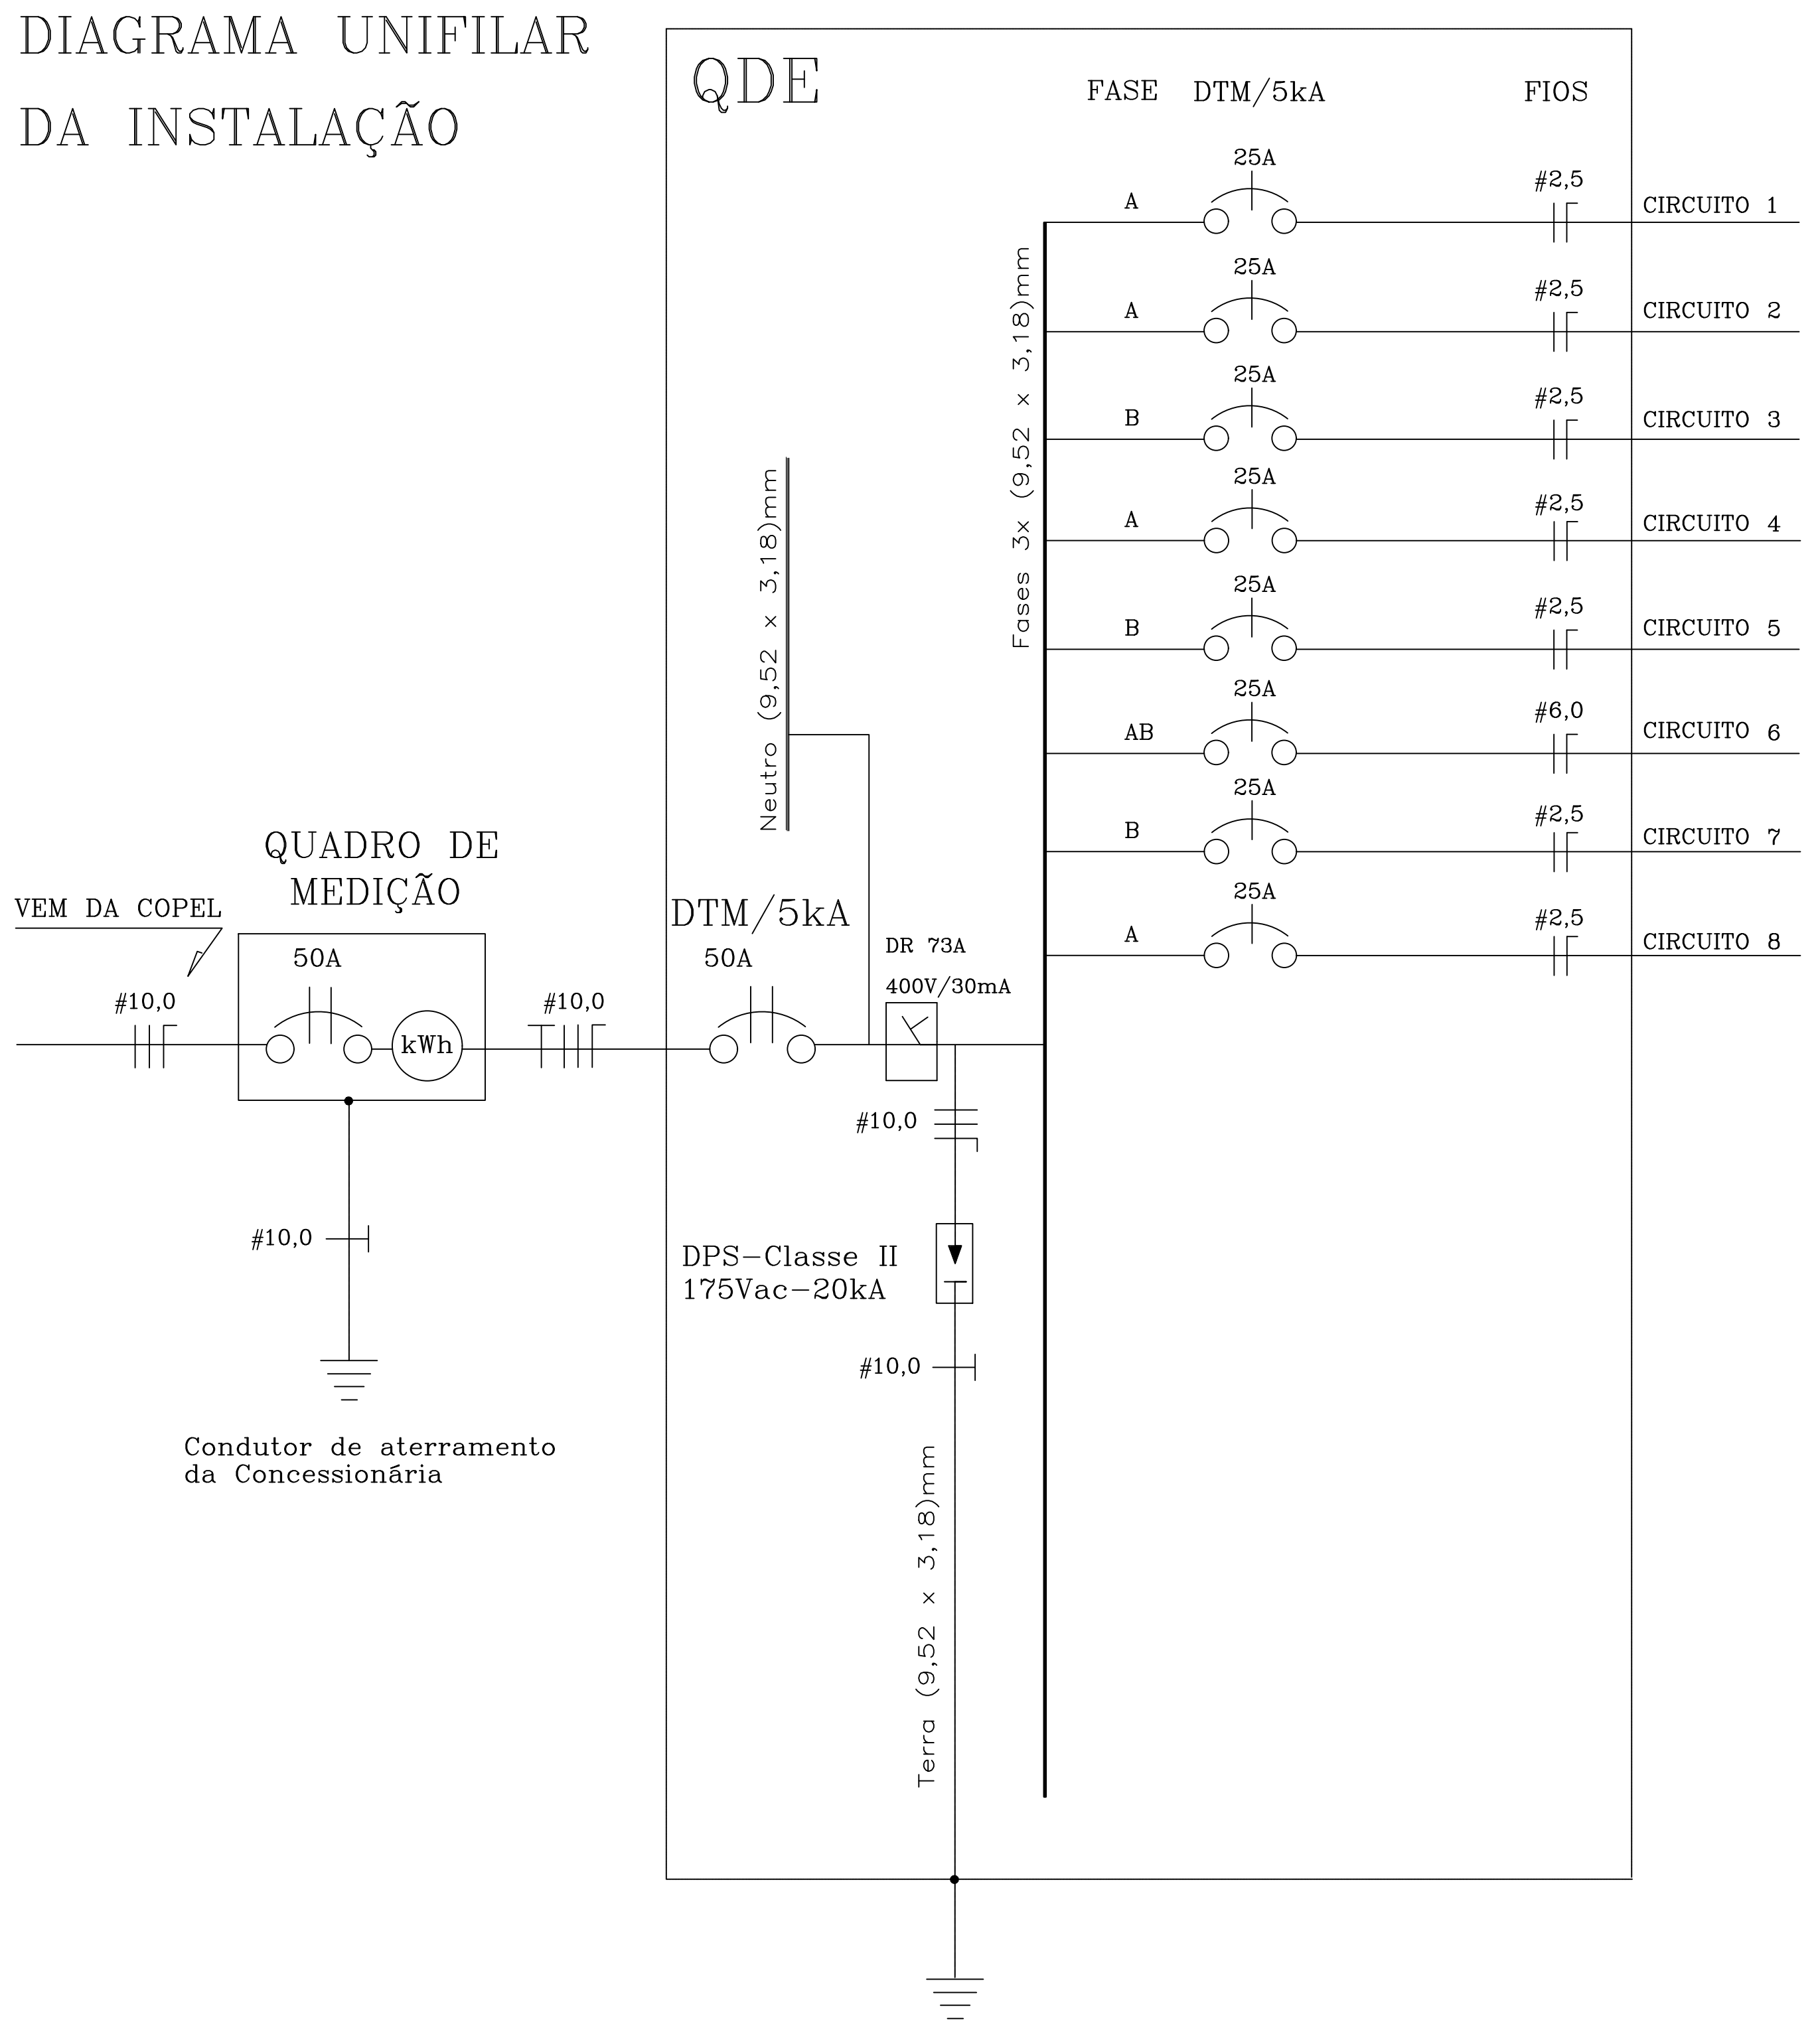 DIAGRAMA UNIFILAR
DA INSTALAÇÃO
QDE
FASE DTM/5kA FIOS
25A
A #2,5 CIRCUITO 1
25A
A #2,5 CIRCUITO 2
25A
B #2,5 CIRCUITO 3
25A
A #2,5 CIRCUITO 4
25A
B #2,5 CIRCUITO 5
25A
AB #6,0 CIRCUITO 6
25A
B #2,5 CIRCUITO 7
25A
A #2,5 CIRCUITO 8
Fases 3x (9,52 x 3,18)mm
Neutro (9,52 x 3,18)mm
QUADRO DE
MEDIÇÃO
VEM DA COPEL
#10,0
50A
kWh
#10,0
DTM/5kA
50A
DR 73A
400V/30mA
#10,0
#10,0
DPS-Classe II
175Vac-20kA
#10,0
Condutor de aterramento
da Concessionária
Terra (9,52 x 3,18)mm